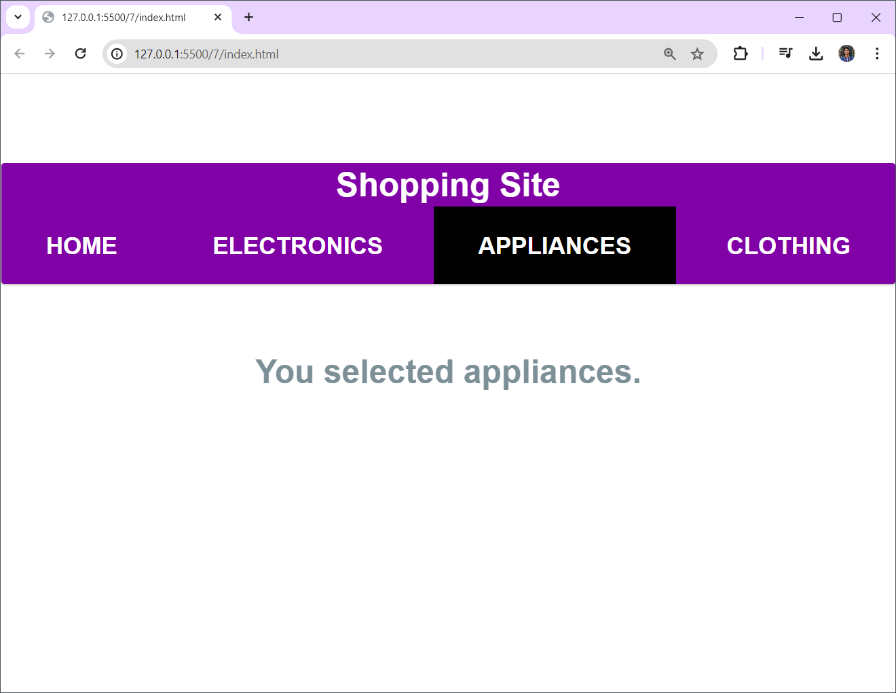 127.0.0.1:5500/7/index.html
127.0.0.1:5500/7/index.html
Shopping Site
HOME ELECTRONICS APPLIANCES CLOTHING
You selected appliances.